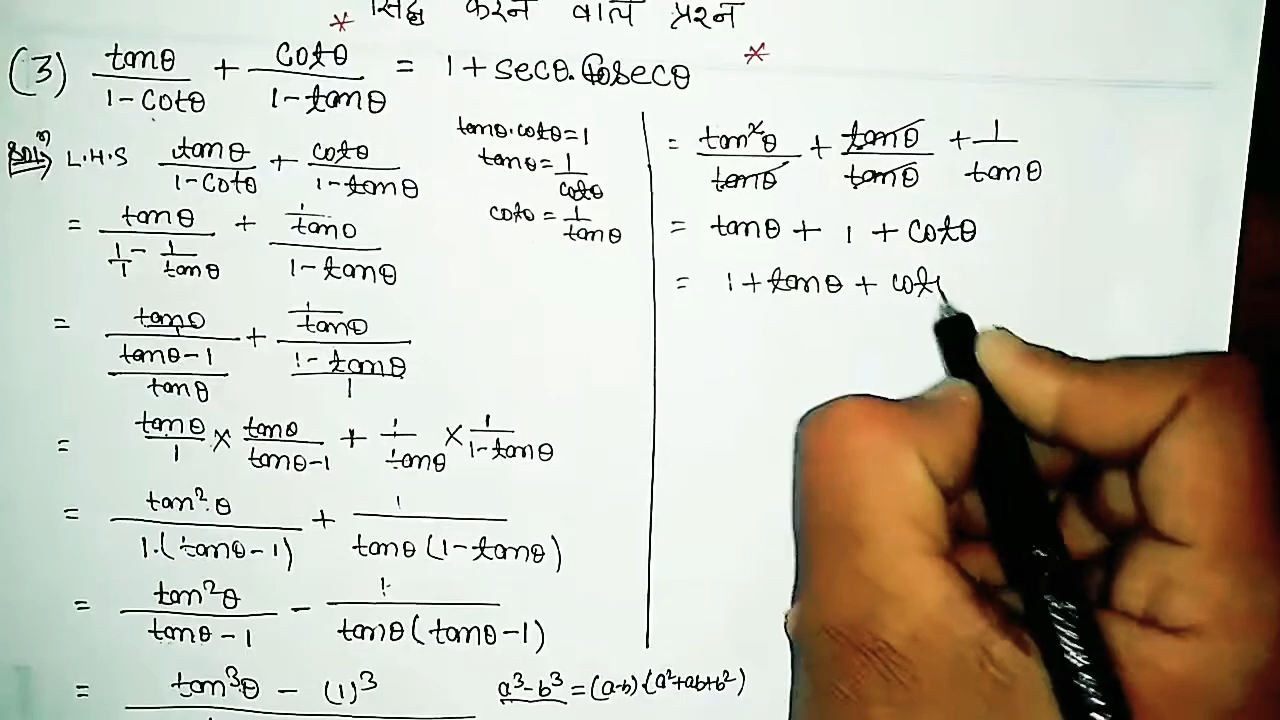 सिद्ध करने वाले प्रश्न
(3) tanθ/(1-cotθ) + cotθ/(1-tanθ) = 1+secθ.cosecθ
Solⁿ ⇒ L.H.S tanθ/(1-cotθ) + cotθ/(1-tanθ)
= tanθ/(1/1 - 1/tanθ) + (1/tanθ)/(1-tanθ)
= tanθ/((tanθ-1)/tanθ) + (1/tanθ)/((1-tanθ)/1)
= tanθ/1 × tanθ/(tanθ-1) + 1/tanθ × 1/(1-tanθ)
= tan²θ/(1.(tanθ-1)) + 1/(tanθ(1-tanθ))
= tan²θ/(tanθ-1) - 1/(tanθ(tanθ-1))
= tan³θ - (1)³
a³-b³ = (a-b)(a²+ab+b²)
tanθ.cotθ=1
tanθ = 1/cotθ
cotθ = 1/tanθ
= tan²θ/tanθ + tanθ/tanθ + 1/tanθ
= tanθ + 1 + cotθ
= 1+tanθ + cot